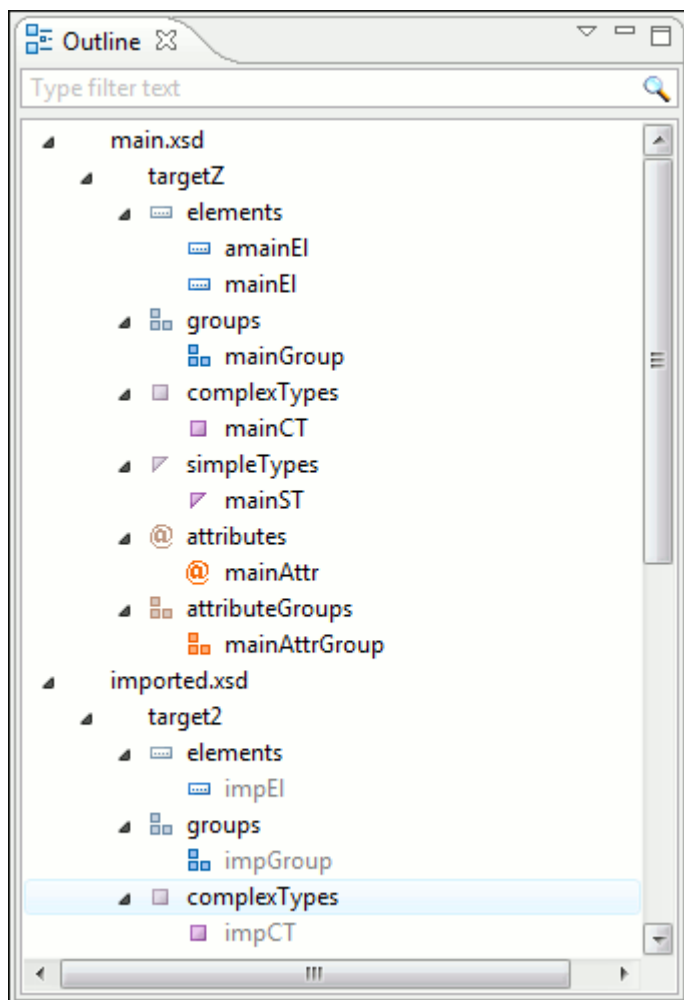 Outline
Type filter text
main.xsd
targetZ
elements
amainEl
mainEl
groups
mainGroup
complexTypes
mainCT
simpleTypes
mainST
attributes
mainAttr
attributeGroups
mainAttrGroup
imported.xsd
target2
elements
impEl
groups
impGroup
complexTypes
impCT